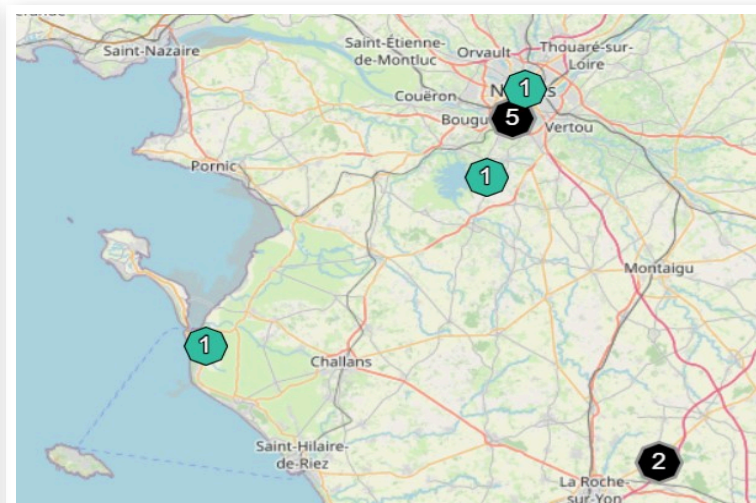 Saint-Nazaire
Saint-Étienne-
de-Montluc
Orvault
Thouaré-sur-
Loire
Couëron
1
5
Vertou
Pornic
1
Montaigu
1
Challans
Saint-Hilaire-
de-Riez
2
La Roche-
sur-Yon